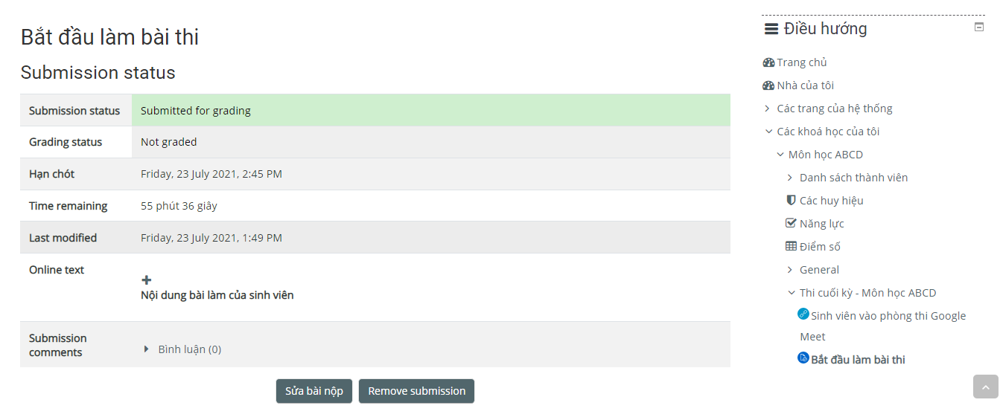 Bắt đầu làm bài thi
Submission status
Submission status Submitted for grading
Grading status Not graded
Hạn chót Friday, 23 July 2021, 2:45 PM
Time remaining 55 phút 36 giây
Last modified Friday, 23 July 2021, 1:49 PM
Online text
Nội dung bài làm của sinh viên
Submission
comments
Bình luận (0)
Sửa bài nộp Remove submission
Điều hướng
Trang chủ
Nhà của tôi
Các trang của hệ thống
Các khoá học của tôi
Môn học ABCD
Danh sách thành viên
Các huy hiệu
Năng lực
Điểm số
General
Thi cuối kỳ - Môn học ABCD
Sinh viên vào phòng thi Google
Meet
Bắt đầu làm bài thi